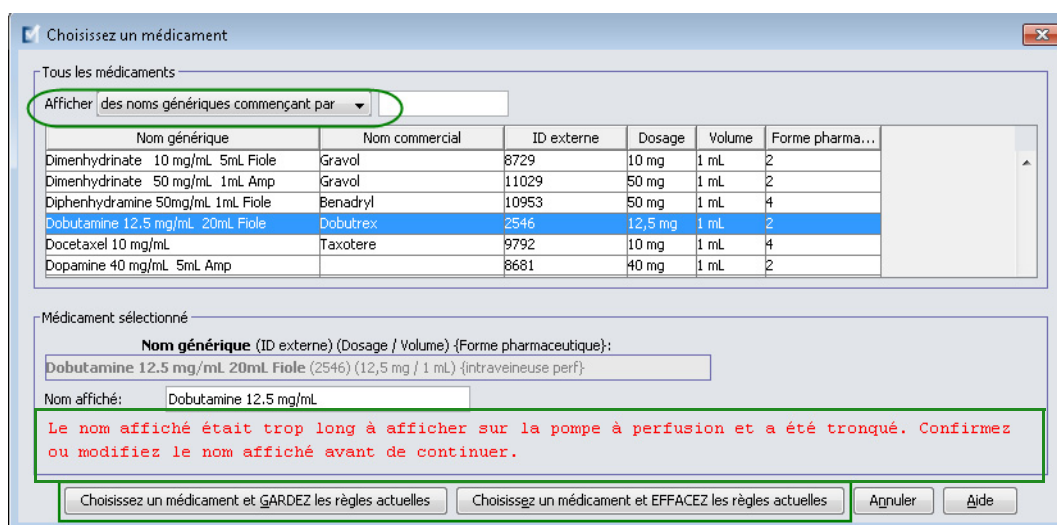 Choisissez un médicament
Tous les médicaments
Afficher des noms génériques commençant par
Nom générique Nom commercial ID externe Dosage Volume Forme pharma...
Dimenhydrinate 10 mg/mL 5mL Fiole Gravol 8729 10 mg 1 mL 2
Dimenhydrinate 50 mg/mL 1mL Amp Gravol 11029 50 mg 1 mL 2
Diphenhydramine 50mg/mL 1mL Fiole Benadryl 10953 50 mg 1 mL 4
Dobutamine 12.5 mg/mL 20mL Fiole Dobutrex 2546 12,5 mg 1 mL 2
Docetaxel 10 mg/mL Taxotere 9792 10 mg 1 mL 4
Dopamine 40 mg/mL 5mL Amp 8681 40 mg 1 mL 2
Médicament sélectionné
Nom générique (ID externe) (Dosage / Volume) {Forme pharmaceutique}:
Dobutamine 12.5 mg/mL 20mL Fiole (2546) (12,5 mg / 1 mL) {intraveineuse perf}
Nom affiché: Dobutamine 12.5 mg/mL
Le nom affiché était trop long à afficher sur la pompe à perfusion et a été tronqué. Confirmez
ou modifiez le nom affiché avant de continuer.
Choisissez un médicament et GARDEZ les règles actuelles Choisissez un médicament et EFFACEZ les règles actuelles Annuler Aide